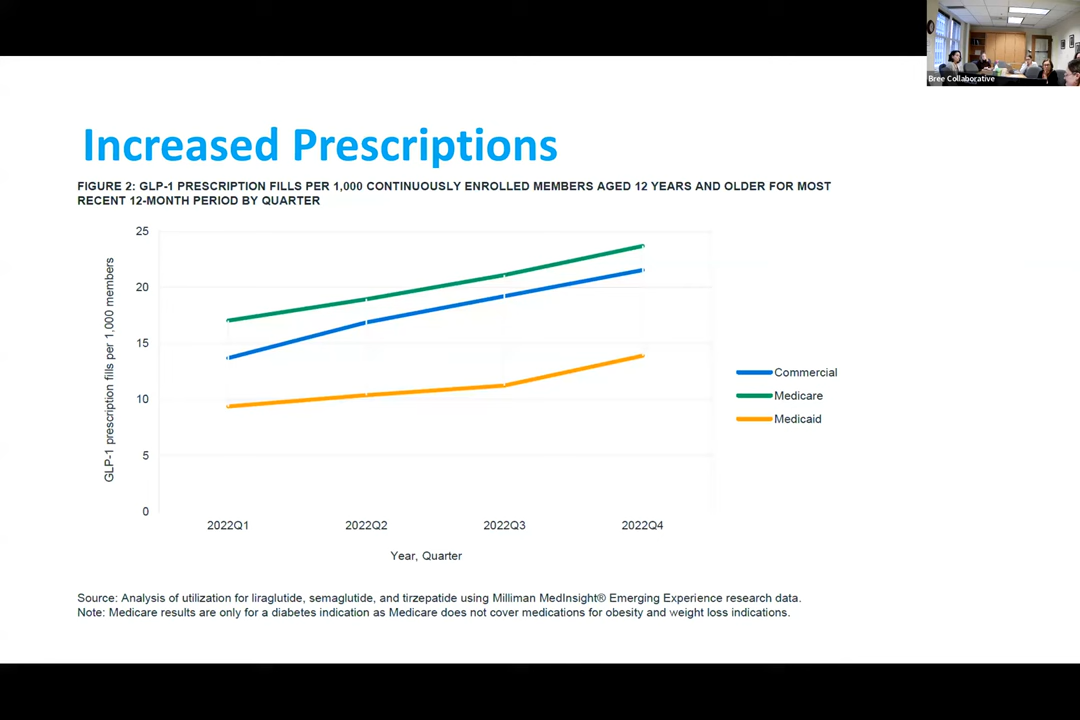 Bree Collaborative
Increased Prescriptions
FIGURE 2: GLP-1 PRESCRIPTION FILLS PER 1,000 CONTINUOUSLY ENROLLED MEMBERS AGED 12 YEARS AND OLDER FOR MOST
RECENT 12-MONTH PERIOD BY QUARTER
GLP-1 prescription fills per 1,000 members
25
20
15
10
5
0
2022Q1 2022Q2 2022Q3 2022Q4
Year, Quarter
Commercial
Medicare
Medicaid
Source: Analysis of utilization for liraglutide, semaglutide, and tirzepatide using Milliman MedInsight® Emerging Experience research data.
Note: Medicare results are only for a diabetes indication as Medicare does not cover medications for obesity and weight loss indications.